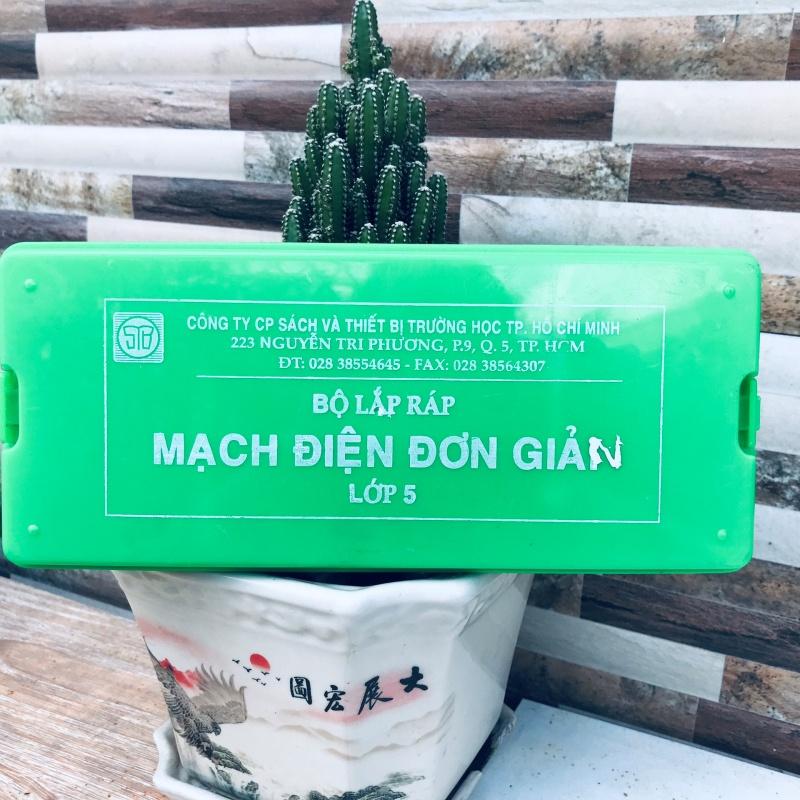 STB
CÔNG TY CP SÁCH VÀ THIẾT BỊ TRƯỜNG HỌC TP. HỒ CHÍ MINH
223 NGUYỄN TRI PHƯƠNG, P.9, Q. 5, TP. HCM
ĐT: 028 38554645 - FAX: 028 38564307
BỘ LẮP RÁP
MẠCH ĐIỆN ĐƠN GIẢN
LỚP 5
圖宏展大